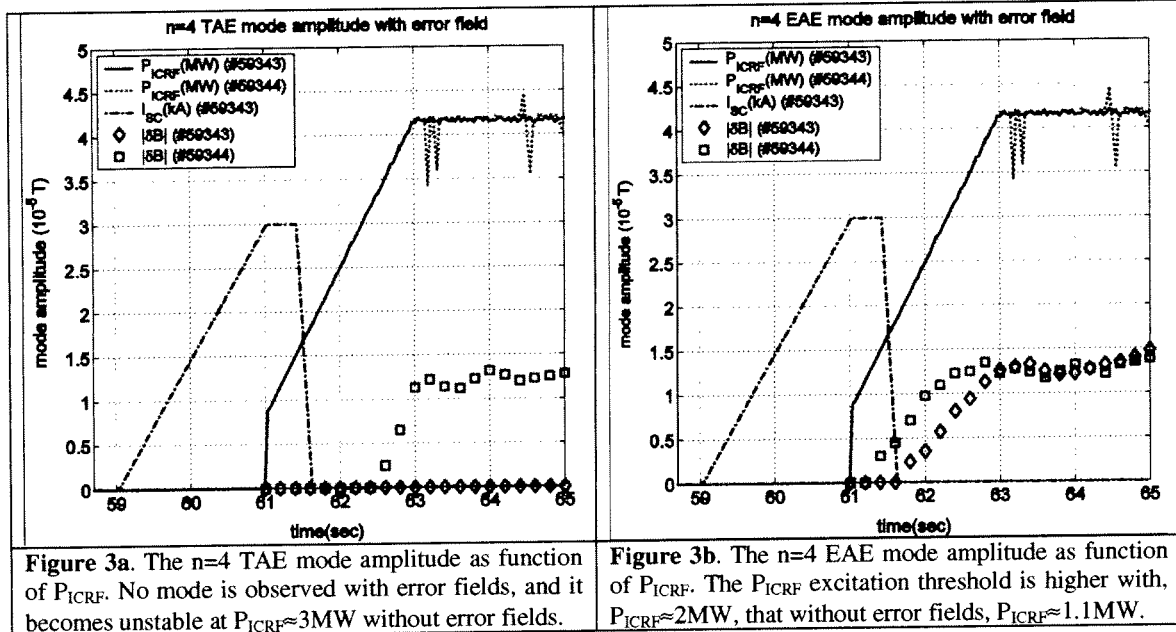 n=4 TAE mode amplitude with error field
P_ICRF(MW) (#59343)
P_ICRF(MW) (#59344)
I_SC(kA) (#59343)
|δB| (#59343)
|δB| (#59344)
5
4.5
4
3.5
3
2.5
2
1.5
1
0.5
0
mode amplitude (10^-5 T)
59 60 61 62 63 64 65
time(sec)
Figure 3a. The n=4 TAE mode amplitude as function
of P_ICRF. No mode is observed with error fields, and it
becomes unstable at P_ICRF≈3MW without error fields.
n=4 EAE mode amplitude with error field
P_ICRF(MW) (#59343)
P_ICRF(MW) (#59344)
I_SC(kA) (#59343)
|δB| (#59343)
|δB| (#59344)
5
4.5
4
3.5
3
2.5
2
1.5
1
0.5
0
mode amplitude (10^-5 T)
59 60 61 62 63 64 65
time(sec)
Figure 3b. The n=4 EAE mode amplitude as function
of P_ICRF. The P_ICRF excitation threshold is higher with,
P_ICRF≈2MW, that without error fields, P_ICRF≈1.1MW.